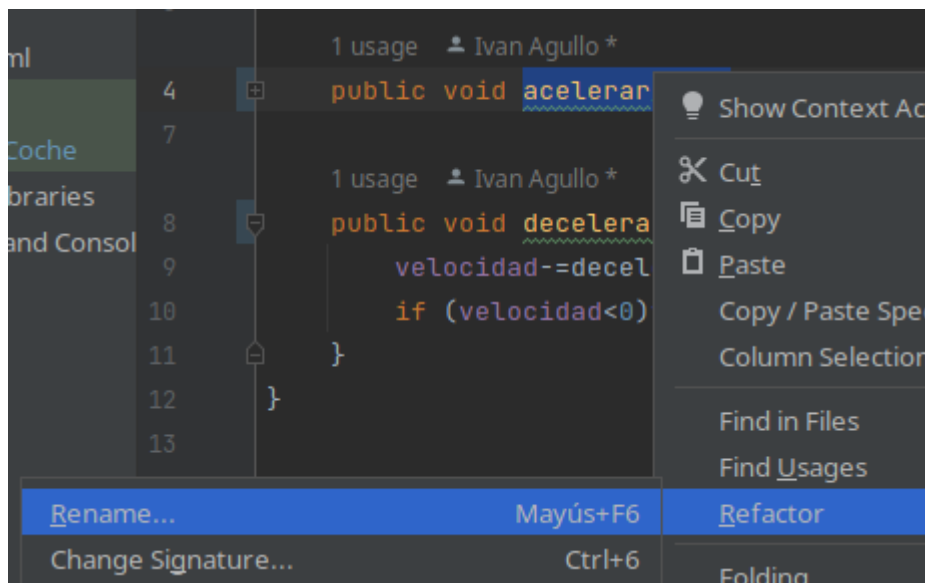 ml
Coche
braries
and Consol
1 usage Ivan Agullo *
4 public void acelerar
7
1 usage Ivan Agullo *
8 public void decelera
9 velocidad-=decel
10 if (velocidad<0)
11 }
12 }
13
Show Context Ac
Cut
Copy
Paste
Copy / Paste Spe
Column Selection
Find in Files
Find Usages
Refactor
Folding
Rename... Mayús+F6
Change Signature... Ctrl+6